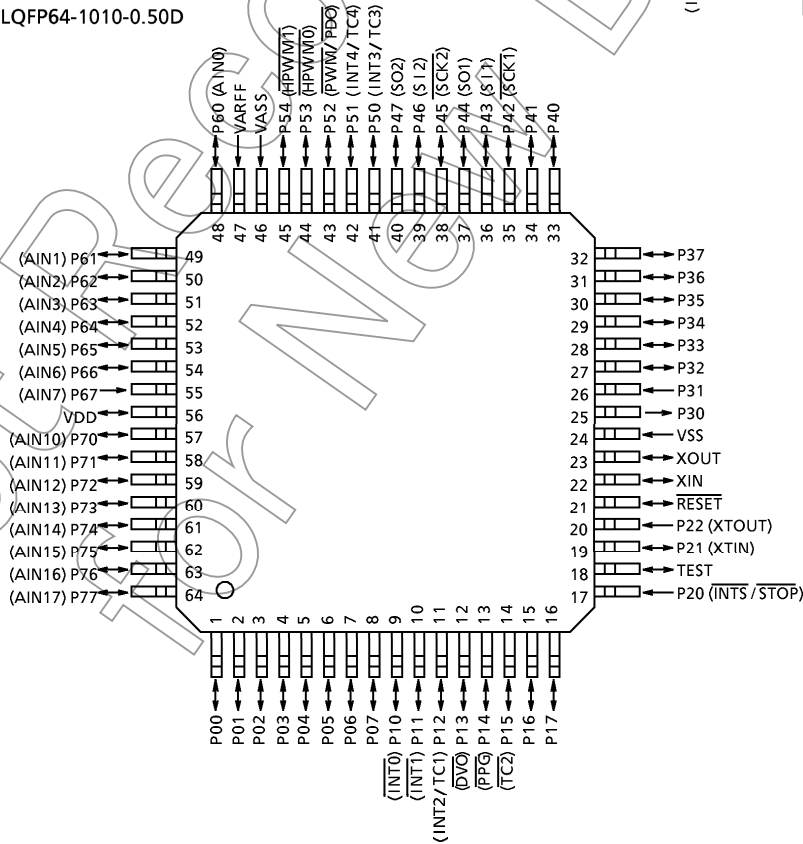 LQFP64-1010-0.50D
P60 (AIN0)
VARFF
VASS
P54 (HPWM1)
P53 (HPWM0)
P52 (PWM/PDO)
P51 (INT4/TC4)
P50 (INT3/TC3)
P47 (SO2)
P46 (SI2)
P45 (SCK2)
P44 (SO1)
P43 (SI1)
P42 (SCK1)
P41
P40
48 47 46 45 44 43 42 41 40 39 38 37 36 35 34 33
(AIN1) P61 49
(AIN2) P62 50
(AIN3) P63 51
(AIN4) P64 52
(AIN5) P65 53
(AIN6) P66 54
(AIN7) P67 55
VDD 56
(AIN10) P70 57
(AIN11) P71 58
(AIN12) P72 59
(AIN13) P73 60
(AIN14) P74 61
(AIN15) P75 62
(AIN16) P76 63
(AIN17) P77 64
32 P37
31 P36
30 P35
29 P34
28 P33
27 P32
26 P31
25 P30
24 VSS
23 XOUT
22 XIN
21 RESET
20 P22 (XTOUT)
19 P21 (XTIN)
18 TEST
17 P20 (INTS/STOP)
1 2 3 4 5 6 7 8 9 10 11 12 13 14 15 16
P00
P01
P02
P03
P04
P05
P06
P07
P10 (INT0)
P11 (INT1)
P12 (INT2/TC1)
P13 (DVO)
P14 (PPG)
P15 (TC2)
P16
P17
for New